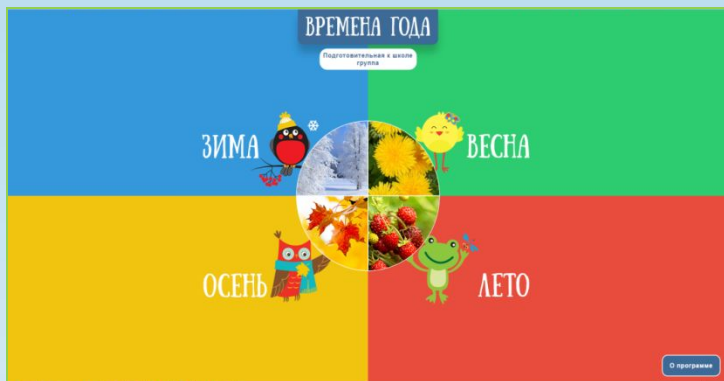 ВРЕМЕНА ГОДА
Подготовительная к школе
группа
ЗИМА
ВЕСНА
ОСЕНЬ
ЛЕТО
О программе